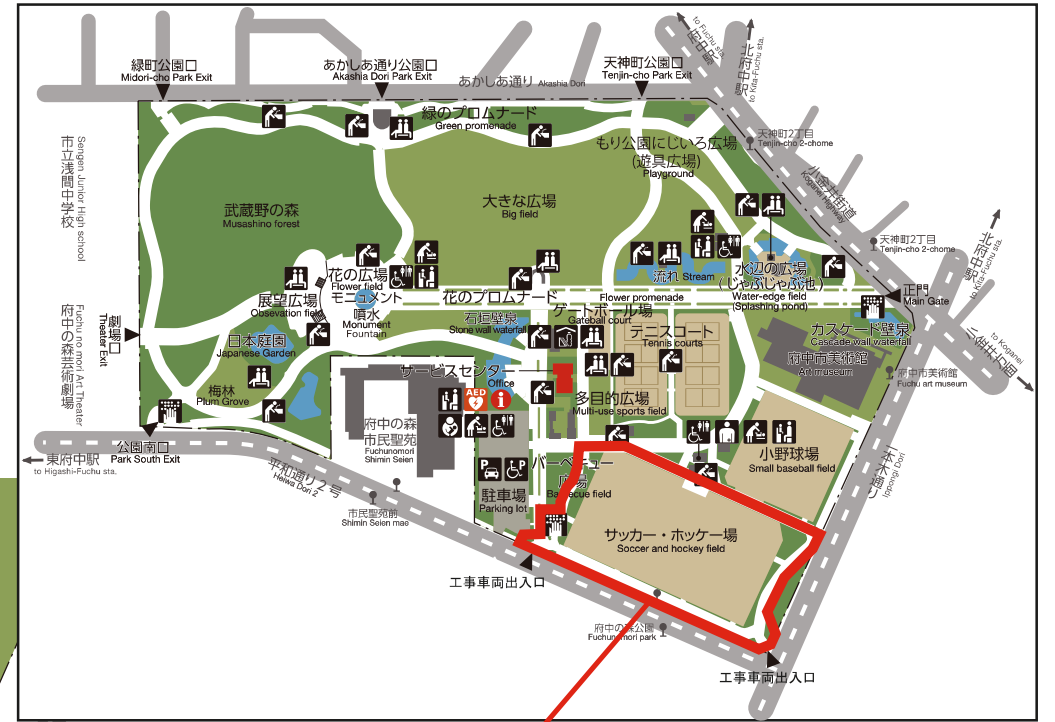 緑町公園口
Midori-cho Park Exit
あかしあ通り公園口
Akashia Dori Park Exit
あかしあ通り Akashia Dori
天神町公園口
Tenjin-cho Park Exit
府中駅
to Fuchu sta.
北府中駅
to Kita-Fuchu sta.
緑のプロムナード
Green promenade
もり公園にじいろ広場
(遊具広場)
Playground
天神町2丁目
Tenjin-cho 2-chome
小金井街道
Koganei Highway
天神町2丁目
Tenjin-cho 2-chome
北府中駅
to Kita-Fuchu sta.
市立浅間中学校
Sengen Junior High school
武蔵野の森
Musashino forest
大きな広場
Big field
花の広場
Flower field
モニュメント
噴水
Monument
Fountain
展望広場
Obsevation field
花のプロムナード
Flower promenade
流れ Stream
水辺の広場
(じゃぶじゃぶ池)
Water-edge field
(Splashing pond)
正門
Main Gate
カスケード壁泉
Cascade wall waterfall
小金井方面
to Koganei
劇場口
Theater Exit
府中の森芸術劇場
Fuchu no mori Art Theater
日本庭園
Japanese Garden
石垣壁泉
Stone wall waterfall
ゲートボール場
Gateball court
テニスコート
Tennis courts
府中市美術館
Art museum
府中市美術館
Fuchu art museum
梅林
Plum Grove
サービスセンター
Office
AED
多目的広場
Multi-use sports field
府中の森
市民聖苑
Fuchunomori
Shimin Seien
小野球場
Small baseball field
公園南口
Park South Exit
東府中駅
to Higashi-Fuchu sta.
平和通り2号
Heiwa Dori 2
市民聖苑前
Shimin Seien mae
P
P
駐車場
Parking lot
バーベキュー
広場
Barbecue field
サッカー・ホッケー場
Soccer and hockey field
一本木通り
Ippongi Dori
工事車両出入口
府中の森公園
Fuchunomori park
工事車両出入口